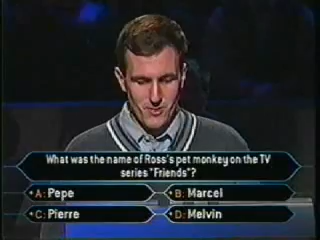 What was the name of Ross's pet monkey on the TV
series "Friends"?
A: Pepe
B: Marcel
C: Pierre
D: Melvin